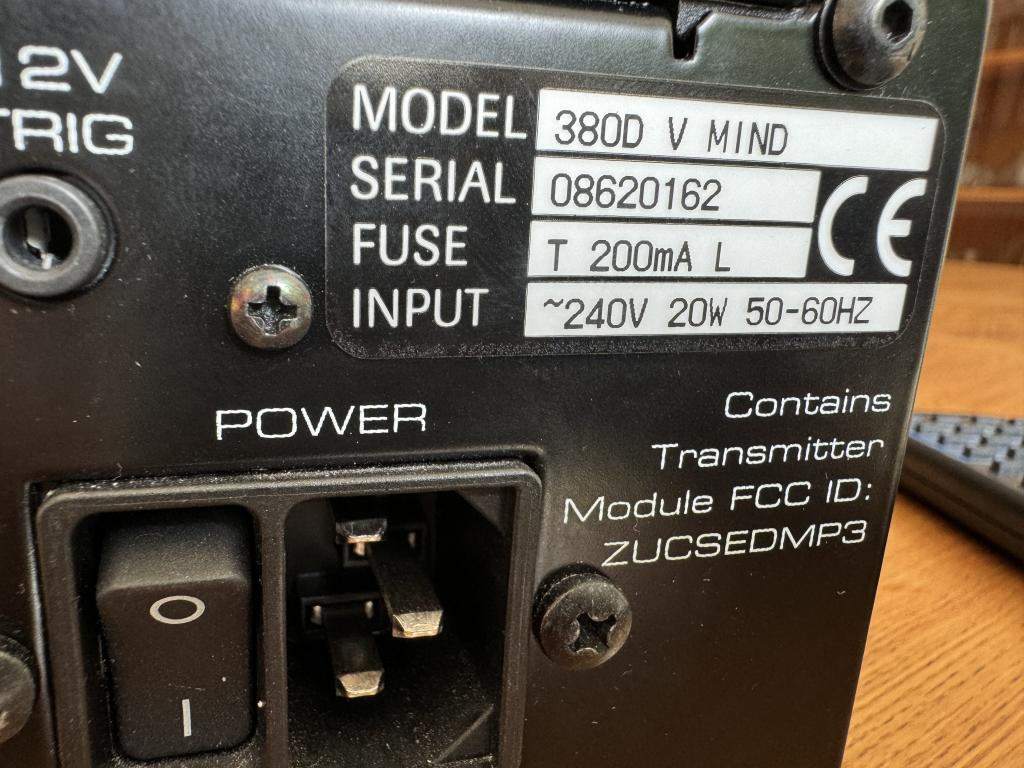 12V
TRIG
MODEL 380D V MIND
SERIAL 08620162
FUSE T 200mA L
INPUT ~240V 20W 50-60HZ
CE
POWER
Contains
Transmitter
Module FCC ID:
ZUCSEDMP3
O
I